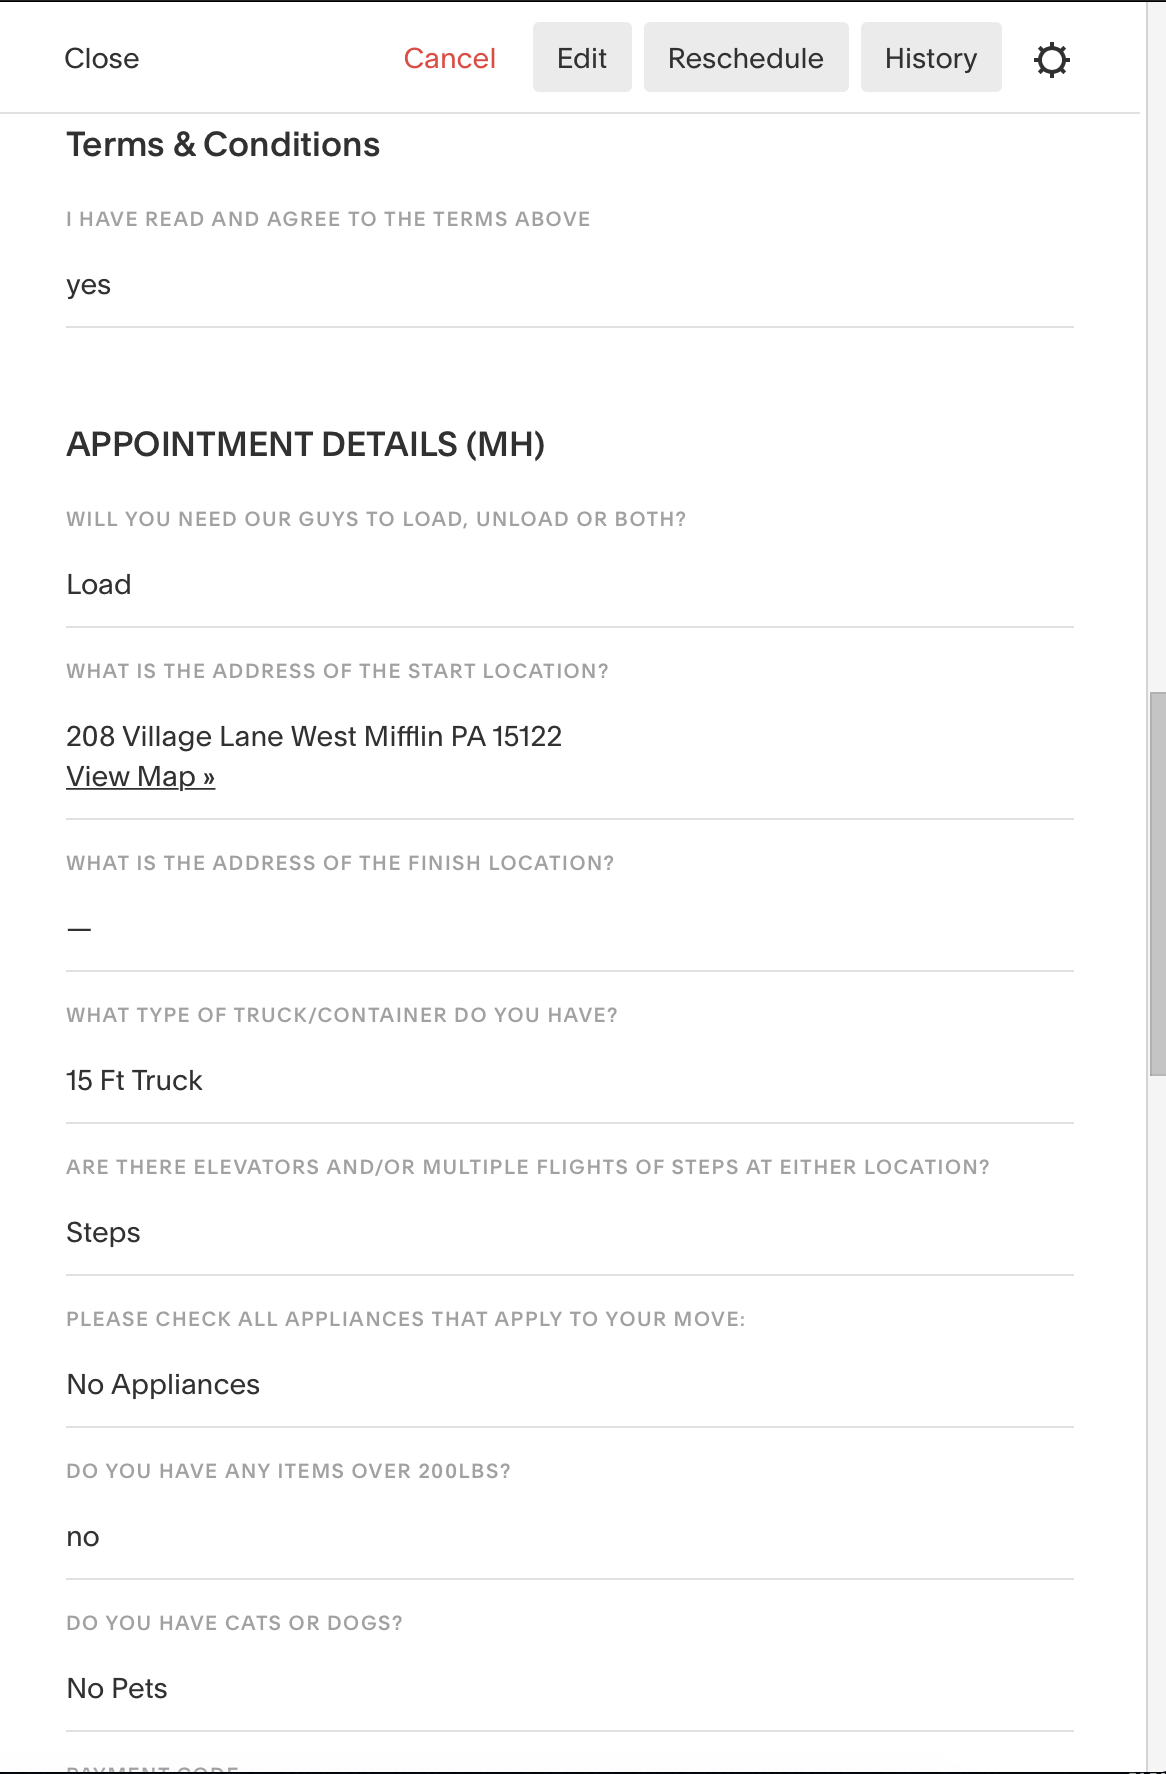 Close
Cancel
Edit
Reschedule
History
Terms & Conditions
I HAVE READ AND AGREE TO THE TERMS ABOVE
yes
APPOINTMENT DETAILS (MH)
WILL YOU NEED OUR GUYS TO LOAD, UNLOAD OR BOTH?
Load
WHAT IS THE ADDRESS OF THE START LOCATION?
208 Village Lane West Mifflin PA 15122
View Map »
WHAT IS THE ADDRESS OF THE FINISH LOCATION?
—
WHAT TYPE OF TRUCK/CONTAINER DO YOU HAVE?
15 Ft Truck
ARE THERE ELEVATORS AND/OR MULTIPLE FLIGHTS OF STEPS AT EITHER LOCATION?
Steps
PLEASE CHECK ALL APPLIANCES THAT APPLY TO YOUR MOVE:
No Appliances
DO YOU HAVE ANY ITEMS OVER 200LBS?
no
DO YOU HAVE CATS OR DOGS?
No Pets
PAYMENT CODE